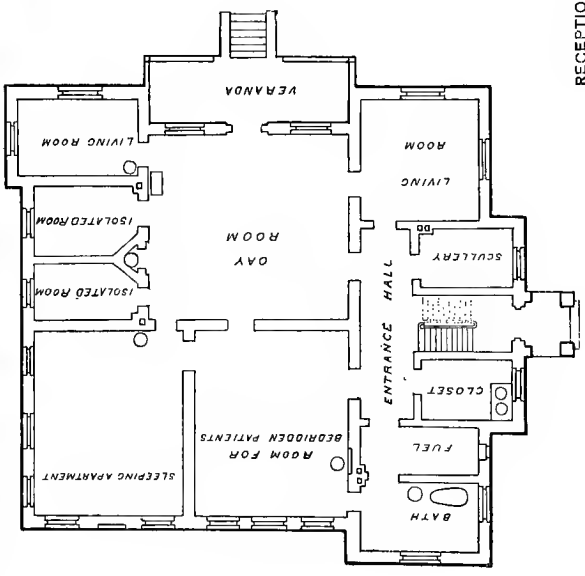 RECEPTIO
VERANDA
LIVING ROOM
LIVING
ROOM
ISOLATED ROOM
ISOLATED ROOM
DAY
ROOM
SCULLERY
ENTRANCE HALL
CLOSET
FUEL
BATH
ROOM FOR
BEDRIDDEN PATIENTS
SLEEPING APARTMENT